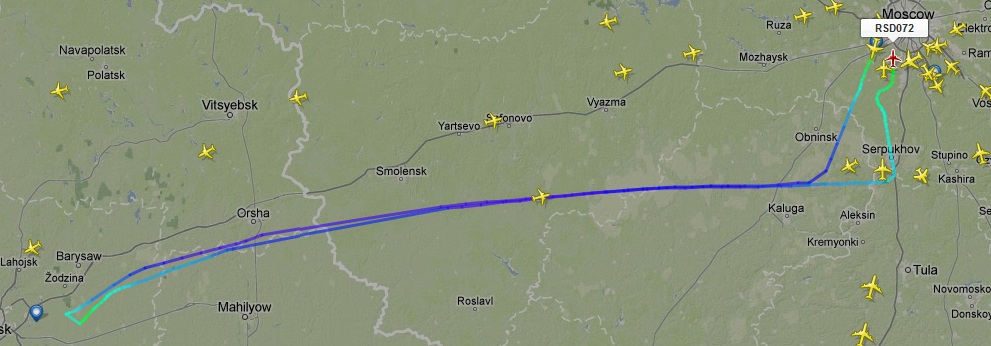 Moscow
Elektro
RSD072
Ruza
Ram
Mozhaysk
Navapolatsk
Polatsk
Vitsyebsk
Vyazma
Safonovo
Yartsevo
Vos
Obninsk
Serpukhov
Stupino
Kashira
Smolensk
Orsha
Kaluga
Aleksin
Se
Kremyonki
Lahojsk
Barysaw
Žodzina
Tula
Novomosko
Donskoy
Roslavl
Mahilyow
sk